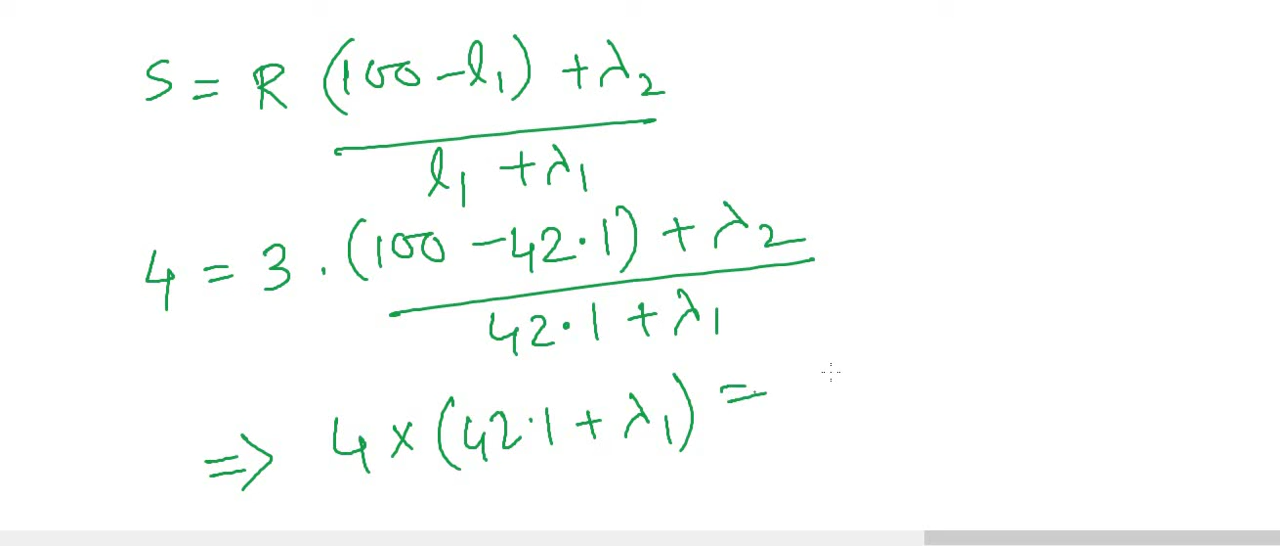 S = R (100 - l₁) + λ₂
l₁ + λ₁
4 = 3 . (100 - 42.1) + λ₂
42.1 + λ₁
⇒ 4 × (42.1 + λ₁) =